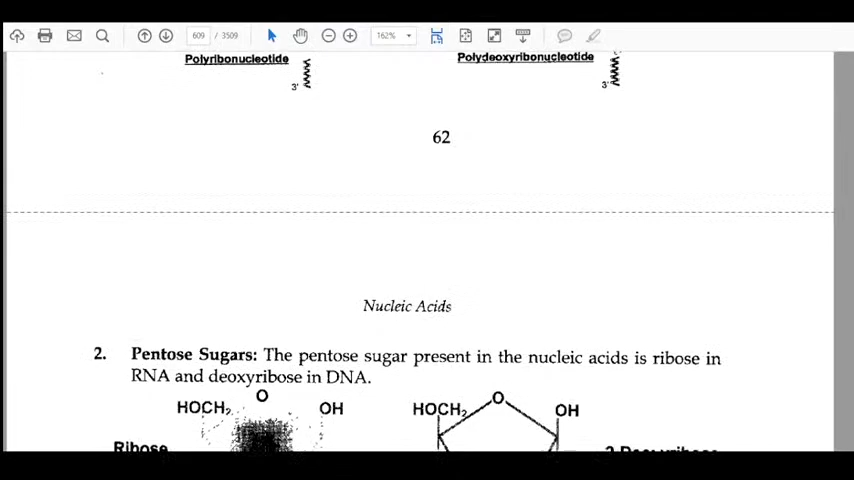 609 / 3509
162%
Polyribonucleotide
Polydeoxyribonucleotide
3'
3'
62
Nucleic Acids
2. Pentose Sugars: The pentose sugar present in the nucleic acids is ribose in
RNA and deoxyribose in DNA.
HOCH₂ O OH
HOCH₂ O OH
Ribose